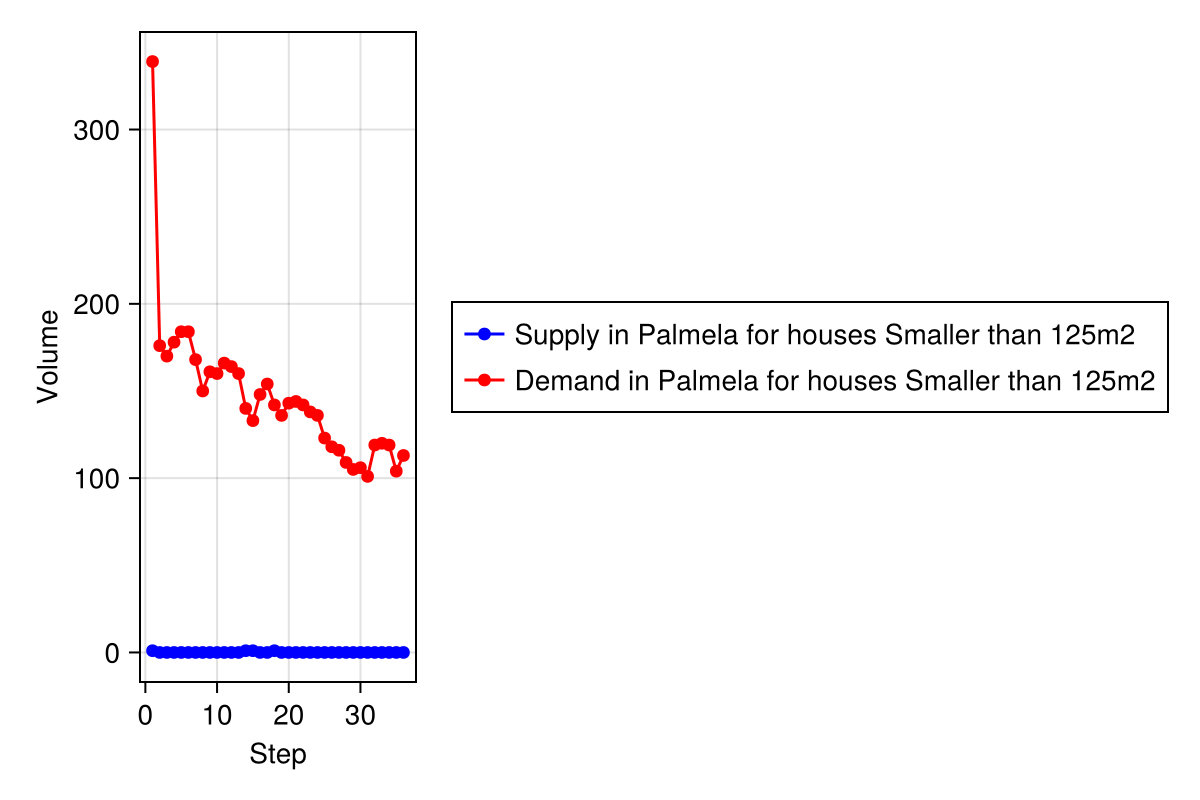 Volume
300
200
100
0
0 10 20 30
Step
Supply in Palmela for houses Smaller than 125m2
Demand in Palmela for houses Smaller than 125m2